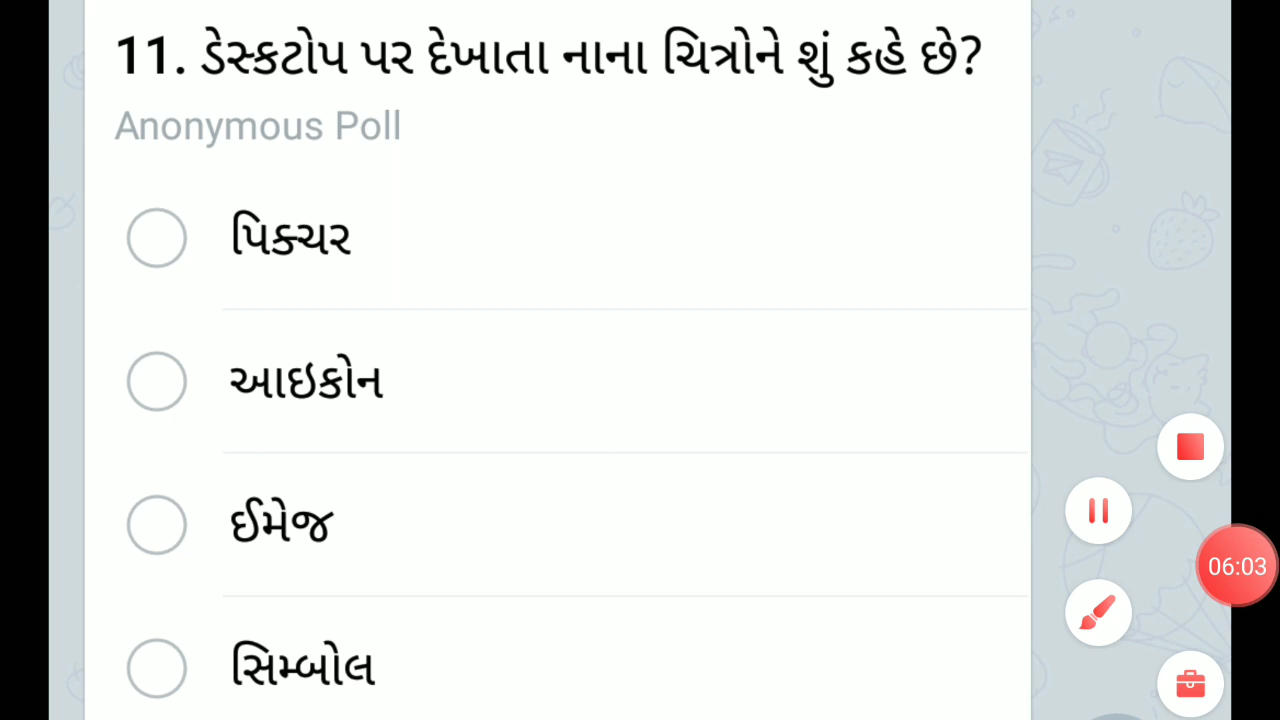 11. ડેસ્કટોપ પર દેખાતા નાના ચિત્રોને શું કહે છે?
Anonymous Poll
પિક્ચર
આઇકોન
ઈમેજ
સિમ્બોલ
06:03